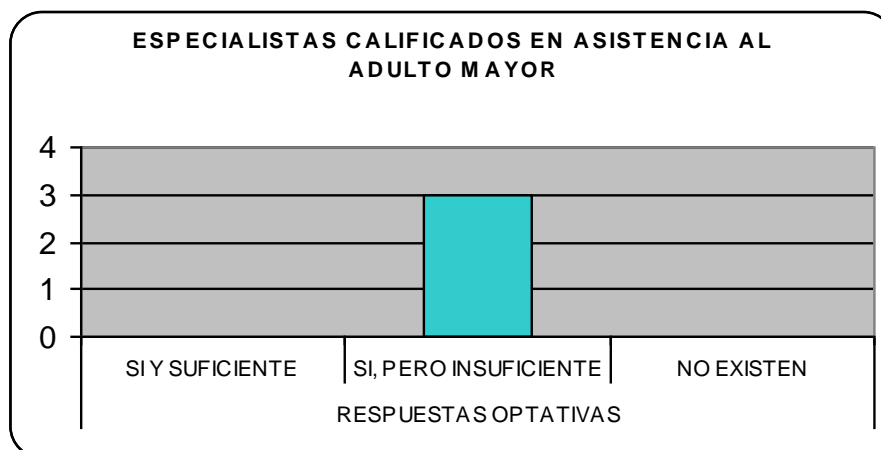 ESPECIALISTAS CALIFICADOS EN ASISTENCIA AL
ADULTO MAYOR
4
3
2
1
0
SI Y SUFICIENTE
SI, PERO INSUFICIENTE
NO EXISTEN
RESPUESTAS OPTATIVAS